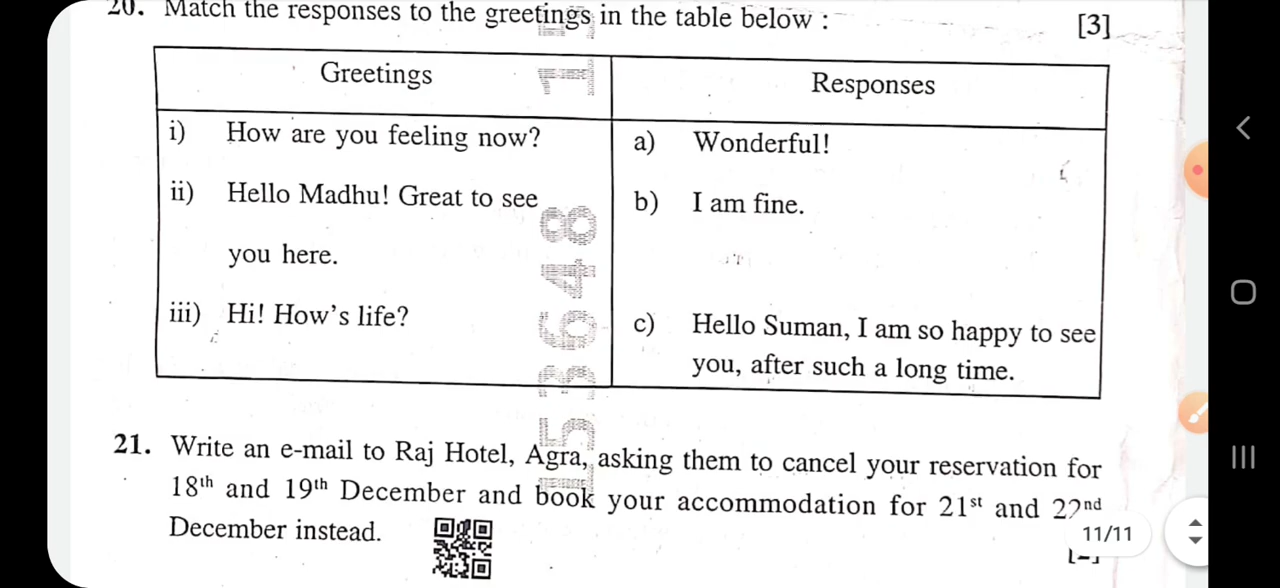 20. Match the responses to the greetings in the table below : [3]
Greetings Responses
i) How are you feeling now? a) Wonderful!
ii) Hello Madhu! Great to see b) I am fine.
you here.
iii) Hi! How's life? c) Hello Suman, I am so happy to see
you, after such a long time.
21. Write an e-mail to Raj Hotel, Agra, asking them to cancel your reservation for
18th and 19th December and book your accommodation for 21st and 22nd
December instead.
11/11